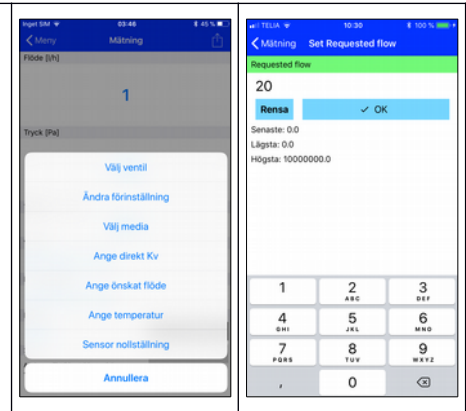 Inget SIM 03:46 45 %
Meny Mätning
Flöde [l/h]
1
Tryck [Pa]
Välj ventil
Ändra förinställning
Välj media
Ange direkt Kv
Ange önskat flöde
Ange temperatur
Sensor nollställning
Annullera
TELIA 10:30 100 %
Mätning Set Requested flow
Requested flow
20
Rensa ✓ OK
Senaste: 0.0
Lägsta: 0.0
Högsta: 10000000.0
1 2 3
ABC DEF
4 5 6
GHI JKL MNO
7 8 9
PQRS TUV WXYZ
, 0